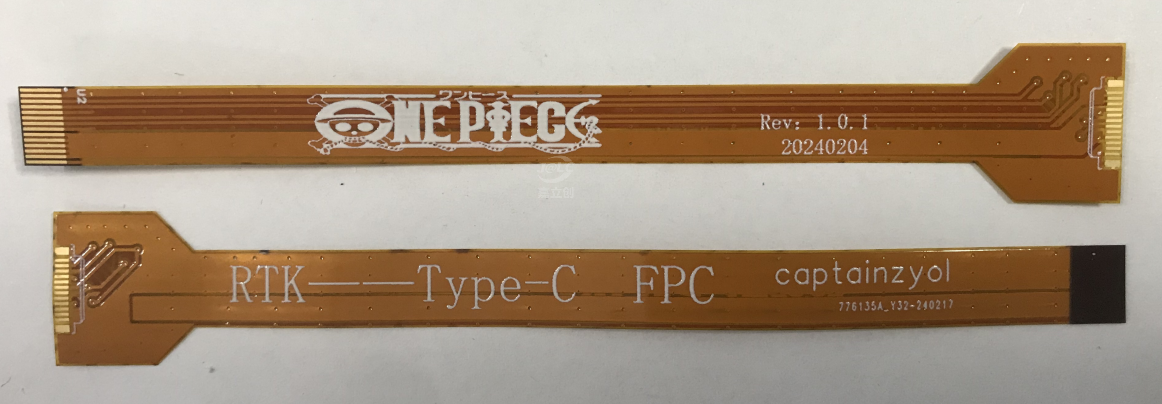 U2
ワンピース
ONE PIECE
Rev: 1.0.1
20240204
RTK——Type-C FPC
captainzyol
776135A_Y32-240217